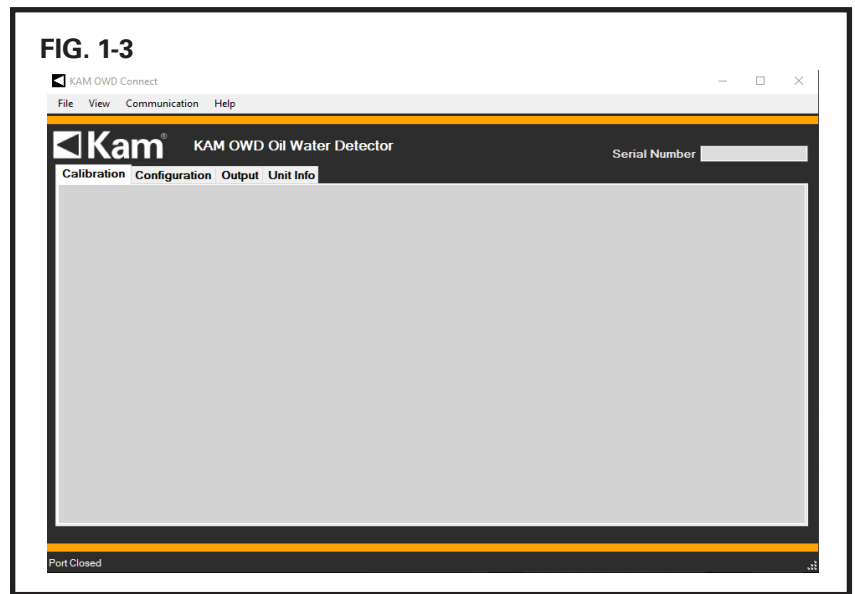 FIG. 1-3
KAM OWD Connect
File View Communication Help
Kam® KAM OWD Oil Water Detector
Serial Number
Calibration Configuration Output Unit Info
Port Closed